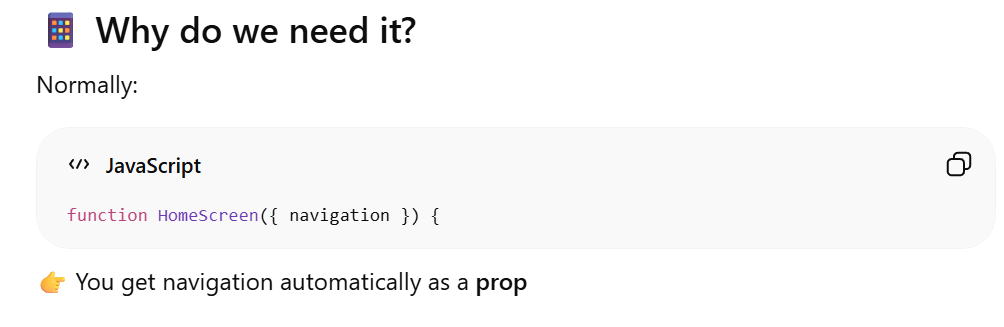 Why do we need it?
Normally:
JavaScript
function HomeScreen({ navigation }) {
👉 You get navigation automatically as a prop